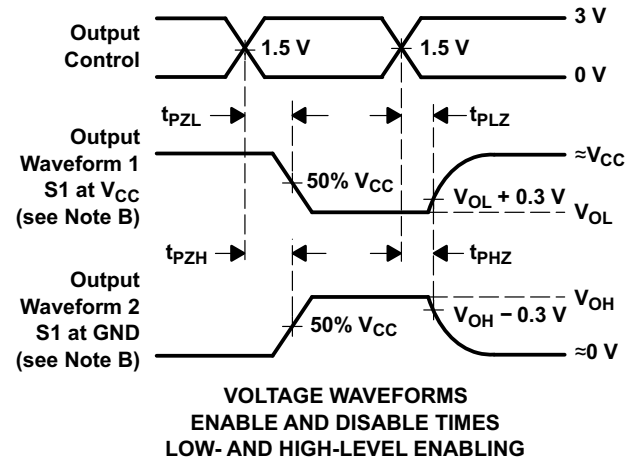 3 V
Output
Control
1.5 V
1.5 V
0 V
tPZL
tPLZ
Output
Waveform 1
S1 at VCC
(see Note B)
≈VCC
50% VCC
VOL + 0.3 V
VOL
tPZH
tPHZ
Output
Waveform 2
S1 at GND
(see Note B)
VOH
VOH − 0.3 V
50% VCC
≈0 V
VOLTAGE WAVEFORMS
ENABLE AND DISABLE TIMES
LOW- AND HIGH-LEVEL ENABLING